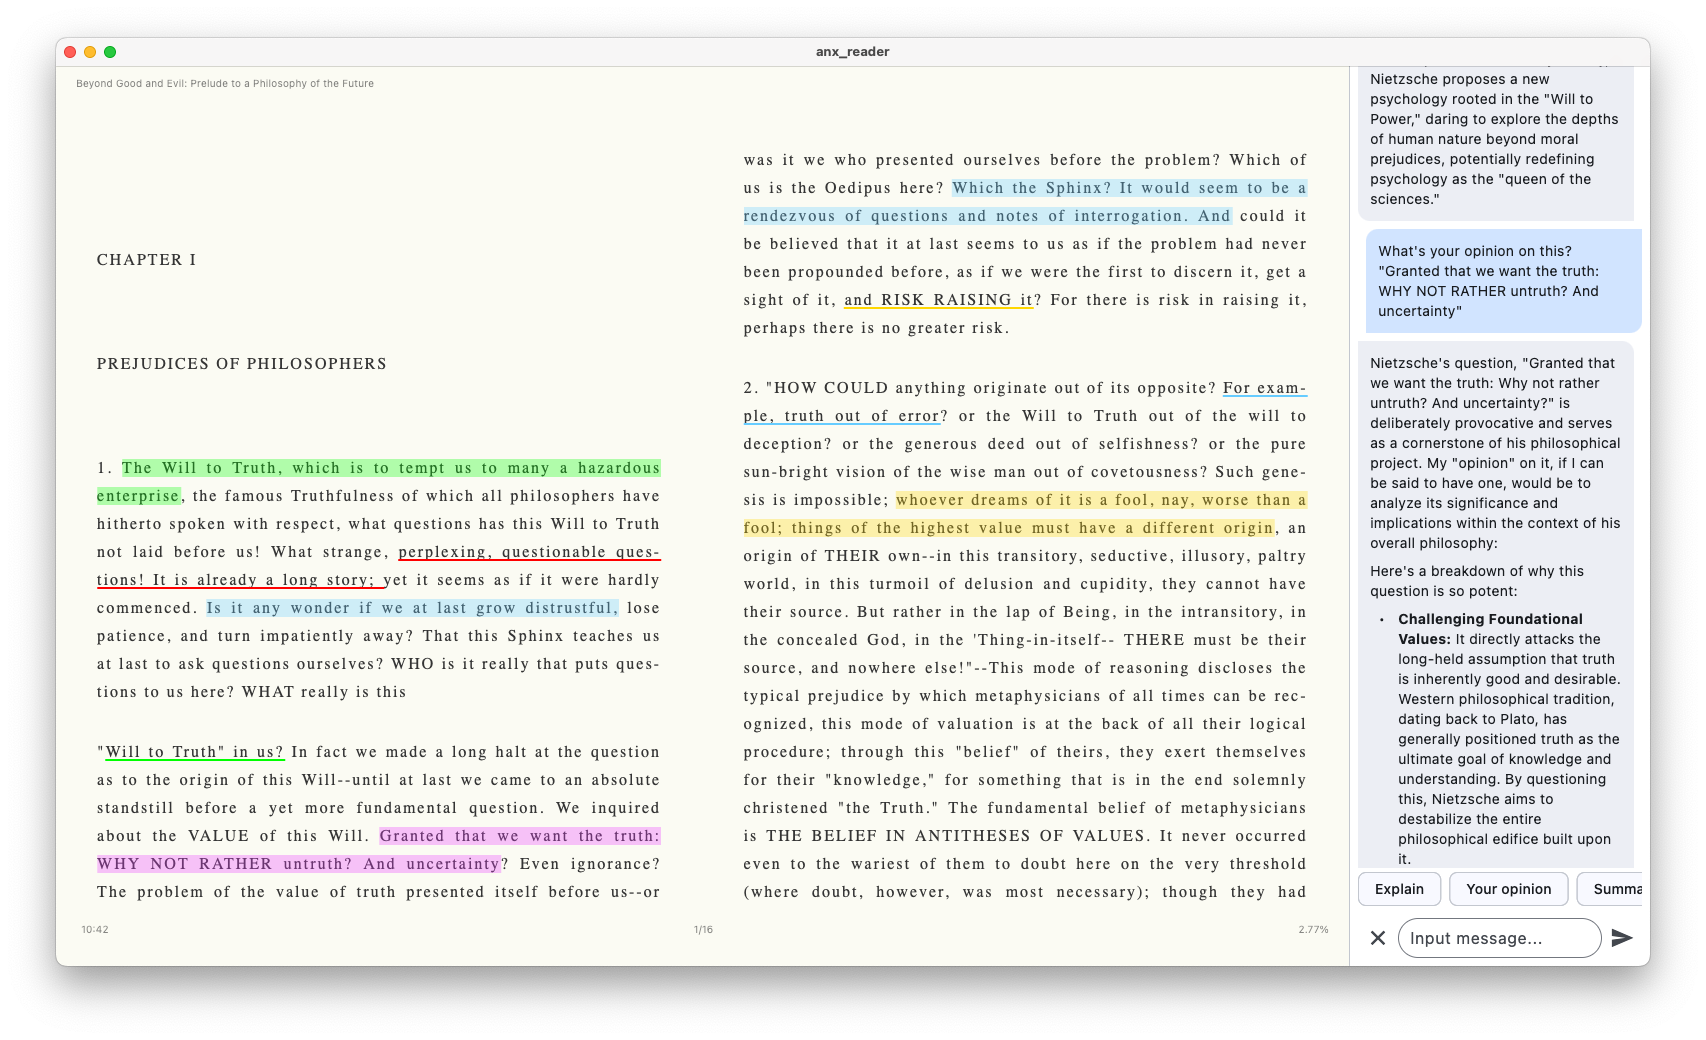 anx_reader
Beyond Good and Evil: Prelude to a Philosophy of the Future
CHAPTER I
PREJUDICES OF PHILOSOPHERS
1. The Will to Truth, which is to tempt us to many a hazardous
enterprise, the famous Truthfulness of which all philosophers have
hitherto spoken with respect, what questions has this Will to Truth
not laid before us! What strange, perplexing, questionable ques-
tions! It is already a long story; yet it seems as if it were hardly
commenced. Is it any wonder if we at last grow distrustful, lose
patience, and turn impatiently away? That this Sphinx teaches us
at last to ask questions ourselves? WHO is it really that puts ques-
tions to us here? WHAT really is this
"Will to Truth" in us? In fact we made a long halt at the question
as to the origin of this Will--until at last we came to an absolute
standstill before a yet more fundamental question. We inquired
about the VALUE of this Will. Granted that we want the truth:
WHY NOT RATHER untruth? And uncertainty? Even ignorance?
The problem of the value of truth presented itself before us--or
was it we who presented ourselves before the problem? Which of
us is the Oedipus here? Which the Sphinx? It would seem to be a
rendezvous of questions and notes of interrogation. And could it
be believed that it at last seems to us as if the problem had never
been propounded before, as if we were the first to discern it, get a
sight of it, and RISK RAISING it? For there is risk in raising it,
perhaps there is no greater risk.
2. "HOW COULD anything originate out of its opposite? For exam-
ple, truth out of error? or the Will to Truth out of the will to
deception? or the generous deed out of selfishness? or the pure
sun-bright vision of the wise man out of covetousness? Such gene-
sis is impossible; whoever dreams of it is a fool, nay, worse than a
fool; things of the highest value must have a different origin, an
origin of THEIR own--in this transitory, seductive, illusory, paltry
world, in this turmoil of delusion and cupidity, they cannot have
their source. But rather in the lap of Being, in the intransitory, in
the concealed God, in the 'Thing-in-itself-- THERE must be their
source, and nowhere else!"--This mode of reasoning discloses the
typical prejudice by which metaphysicians of all times can be rec-
ognized, this mode of valuation is at the back of all their logical
procedure; through this "belief" of theirs, they exert themselves
for their "knowledge," for something that is in the end solemnly
christened "the Truth." The fundamental belief of metaphysicians
is THE BELIEF IN ANTITHESES OF VALUES. It never occurred
even to the wariest of them to doubt here on the very threshold
(where doubt, however, was most necessary); though they had
10:42
1/16
2.77%
Nietzsche proposes a new
psychology rooted in the "Will to
Power," daring to explore the depths
of human nature beyond moral
prejudices, potentially redefining
psychology as the "queen of the
sciences."
What's your opinion on this?
"Granted that we want the truth:
WHY NOT RATHER untruth? And
uncertainty"
Nietzsche's question, "Granted that
we want the truth: Why not rather
untruth? And uncertainty?" is
deliberately provocative and serves
as a cornerstone of his philosophical
project. My "opinion" on it, if I can
be said to have one, would be to
analyze its significance and
implications within the context of his
overall philosophy:
Here's a breakdown of why this
question is so potent:
• Challenging Foundational
Values: It directly attacks the
long-held assumption that truth
is inherently good and desirable.
Western philosophical tradition,
dating back to Plato, has
generally positioned truth as the
ultimate goal of knowledge and
understanding. By questioning
this, Nietzsche aims to
destabilize the entire
philosophical edifice built upon
it.
Explain
Your opinion
Summa
Input message...